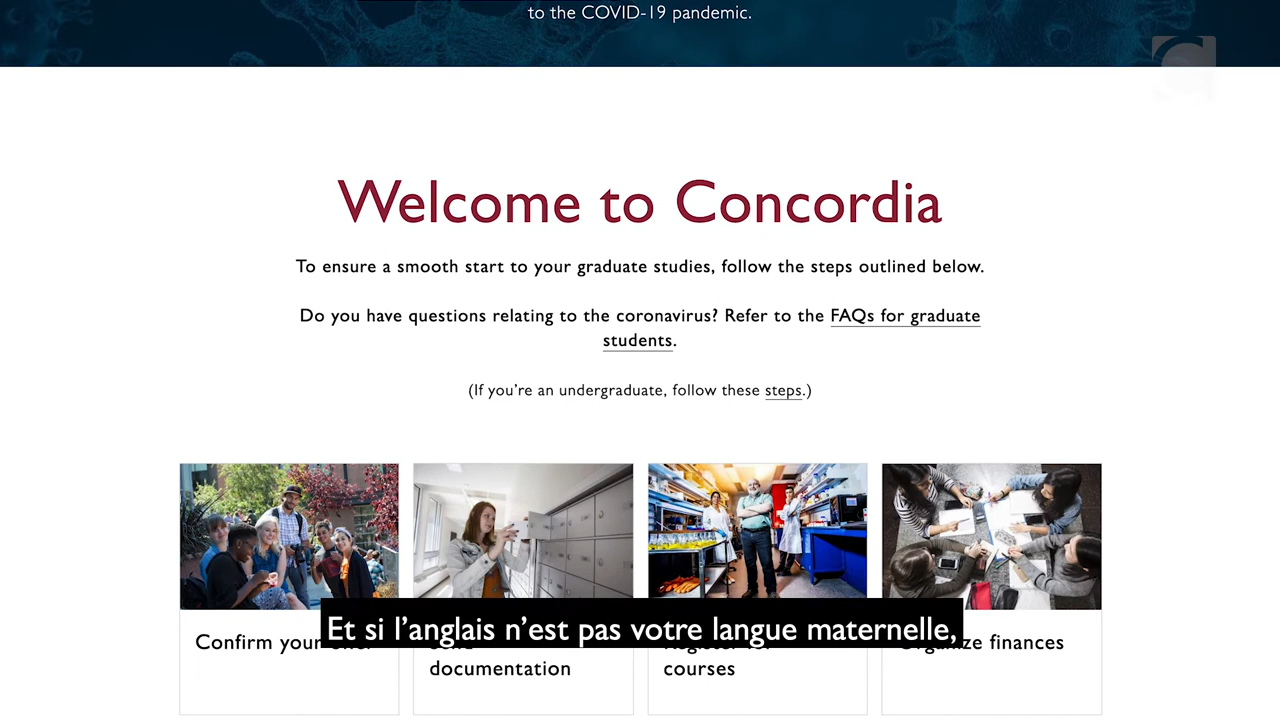 to the COVID-19 pandemic.
Welcome to Concordia
To ensure a smooth start to your graduate studies, follow the steps outlined below.
Do you have questions relating to the coronavirus? Refer to the FAQs for graduate
students.
(If you're an undergraduate, follow these steps.)
Confirm your
documentation
courses
finances
Et si l’anglais n’est pas votre langue maternelle,